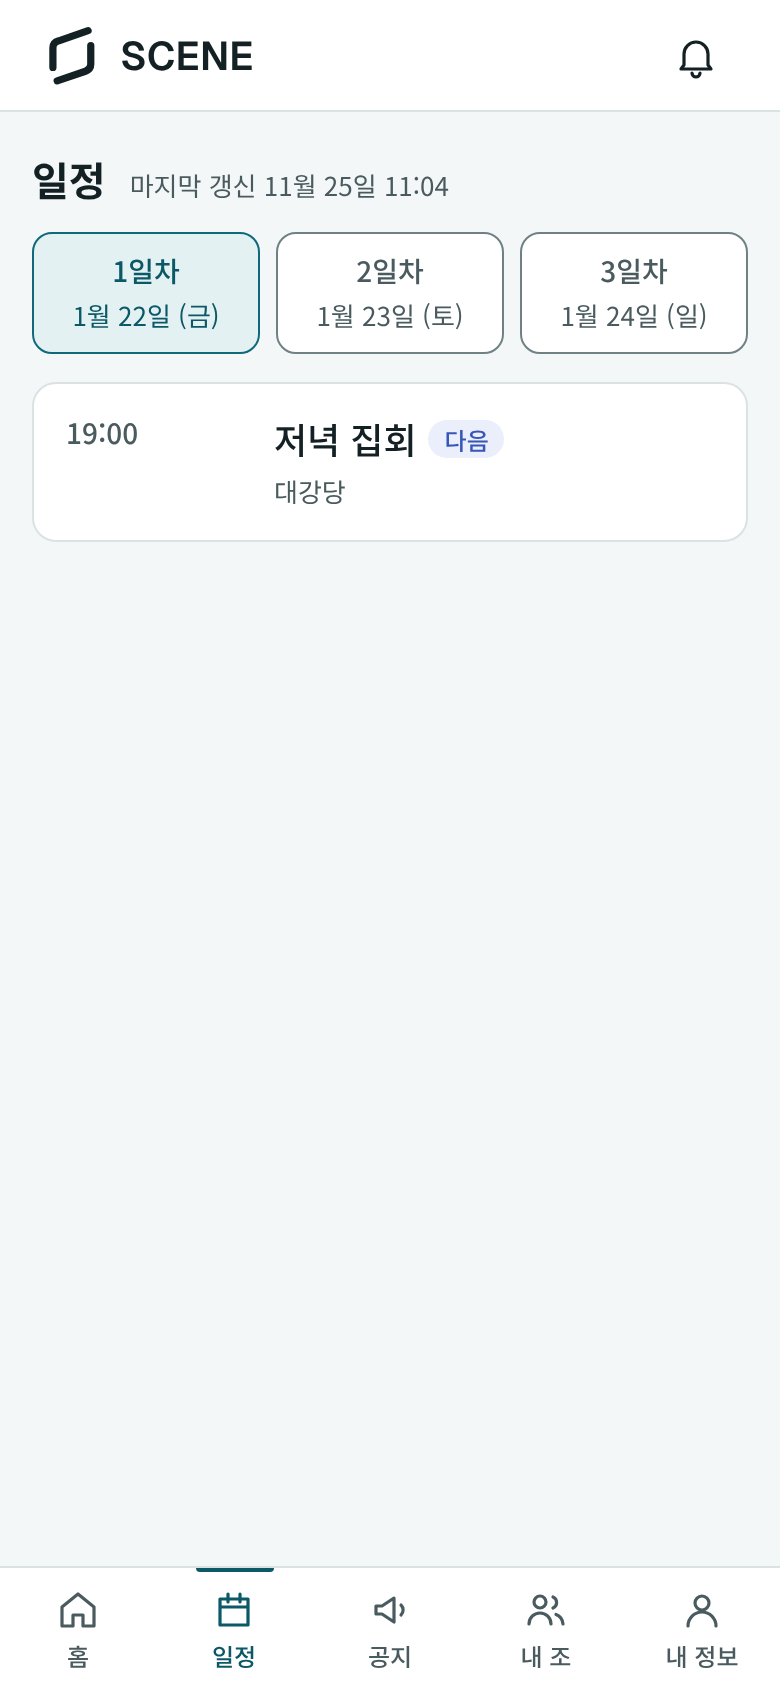 SCENE
일정 마지막 갱신 11월 25일 11:04
1일차
1월 22일 (금)
2일차
1월 23일 (토)
3일차
1월 24일 (일)
19:00
저녁 집회 다음
대강당
홈
일정
공지
내 조
내 정보